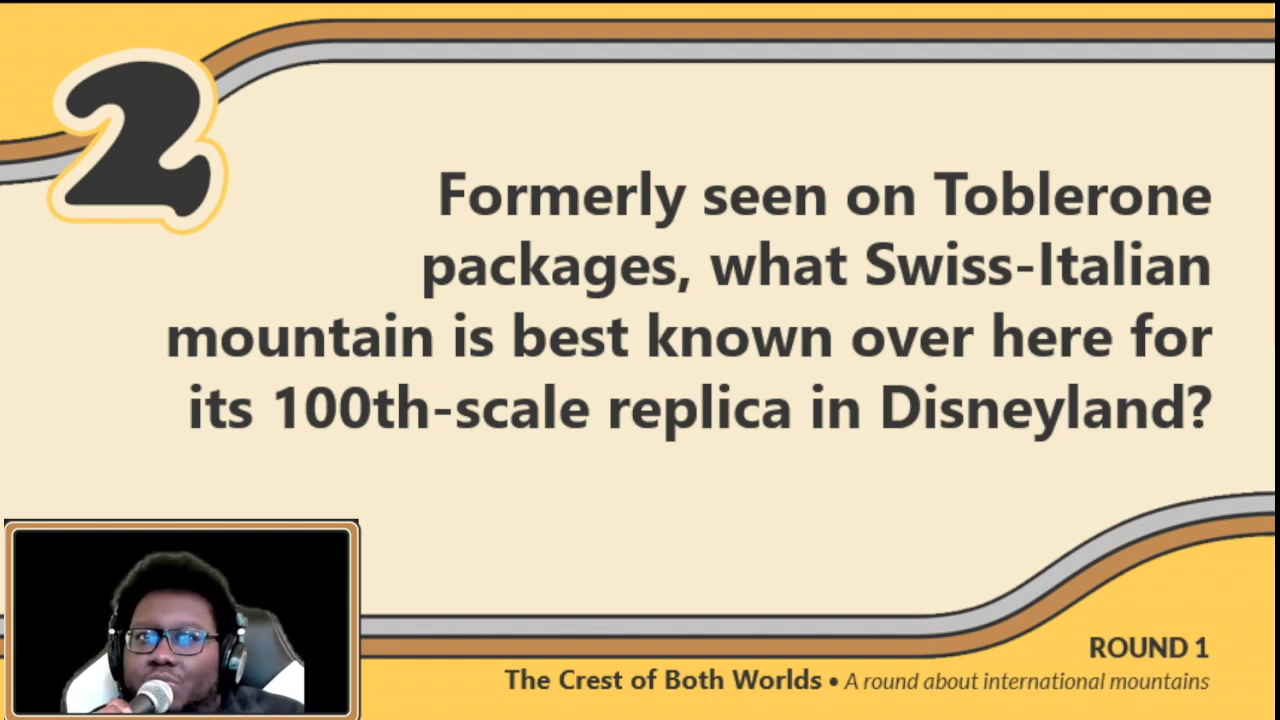 2
Formerly seen on Toblerone
packages, what Swiss-Italian
mountain is best known over here for
its 100th-scale replica in Disneyland?
ROUND 1
The Crest of Both Worlds • A round about international mountains